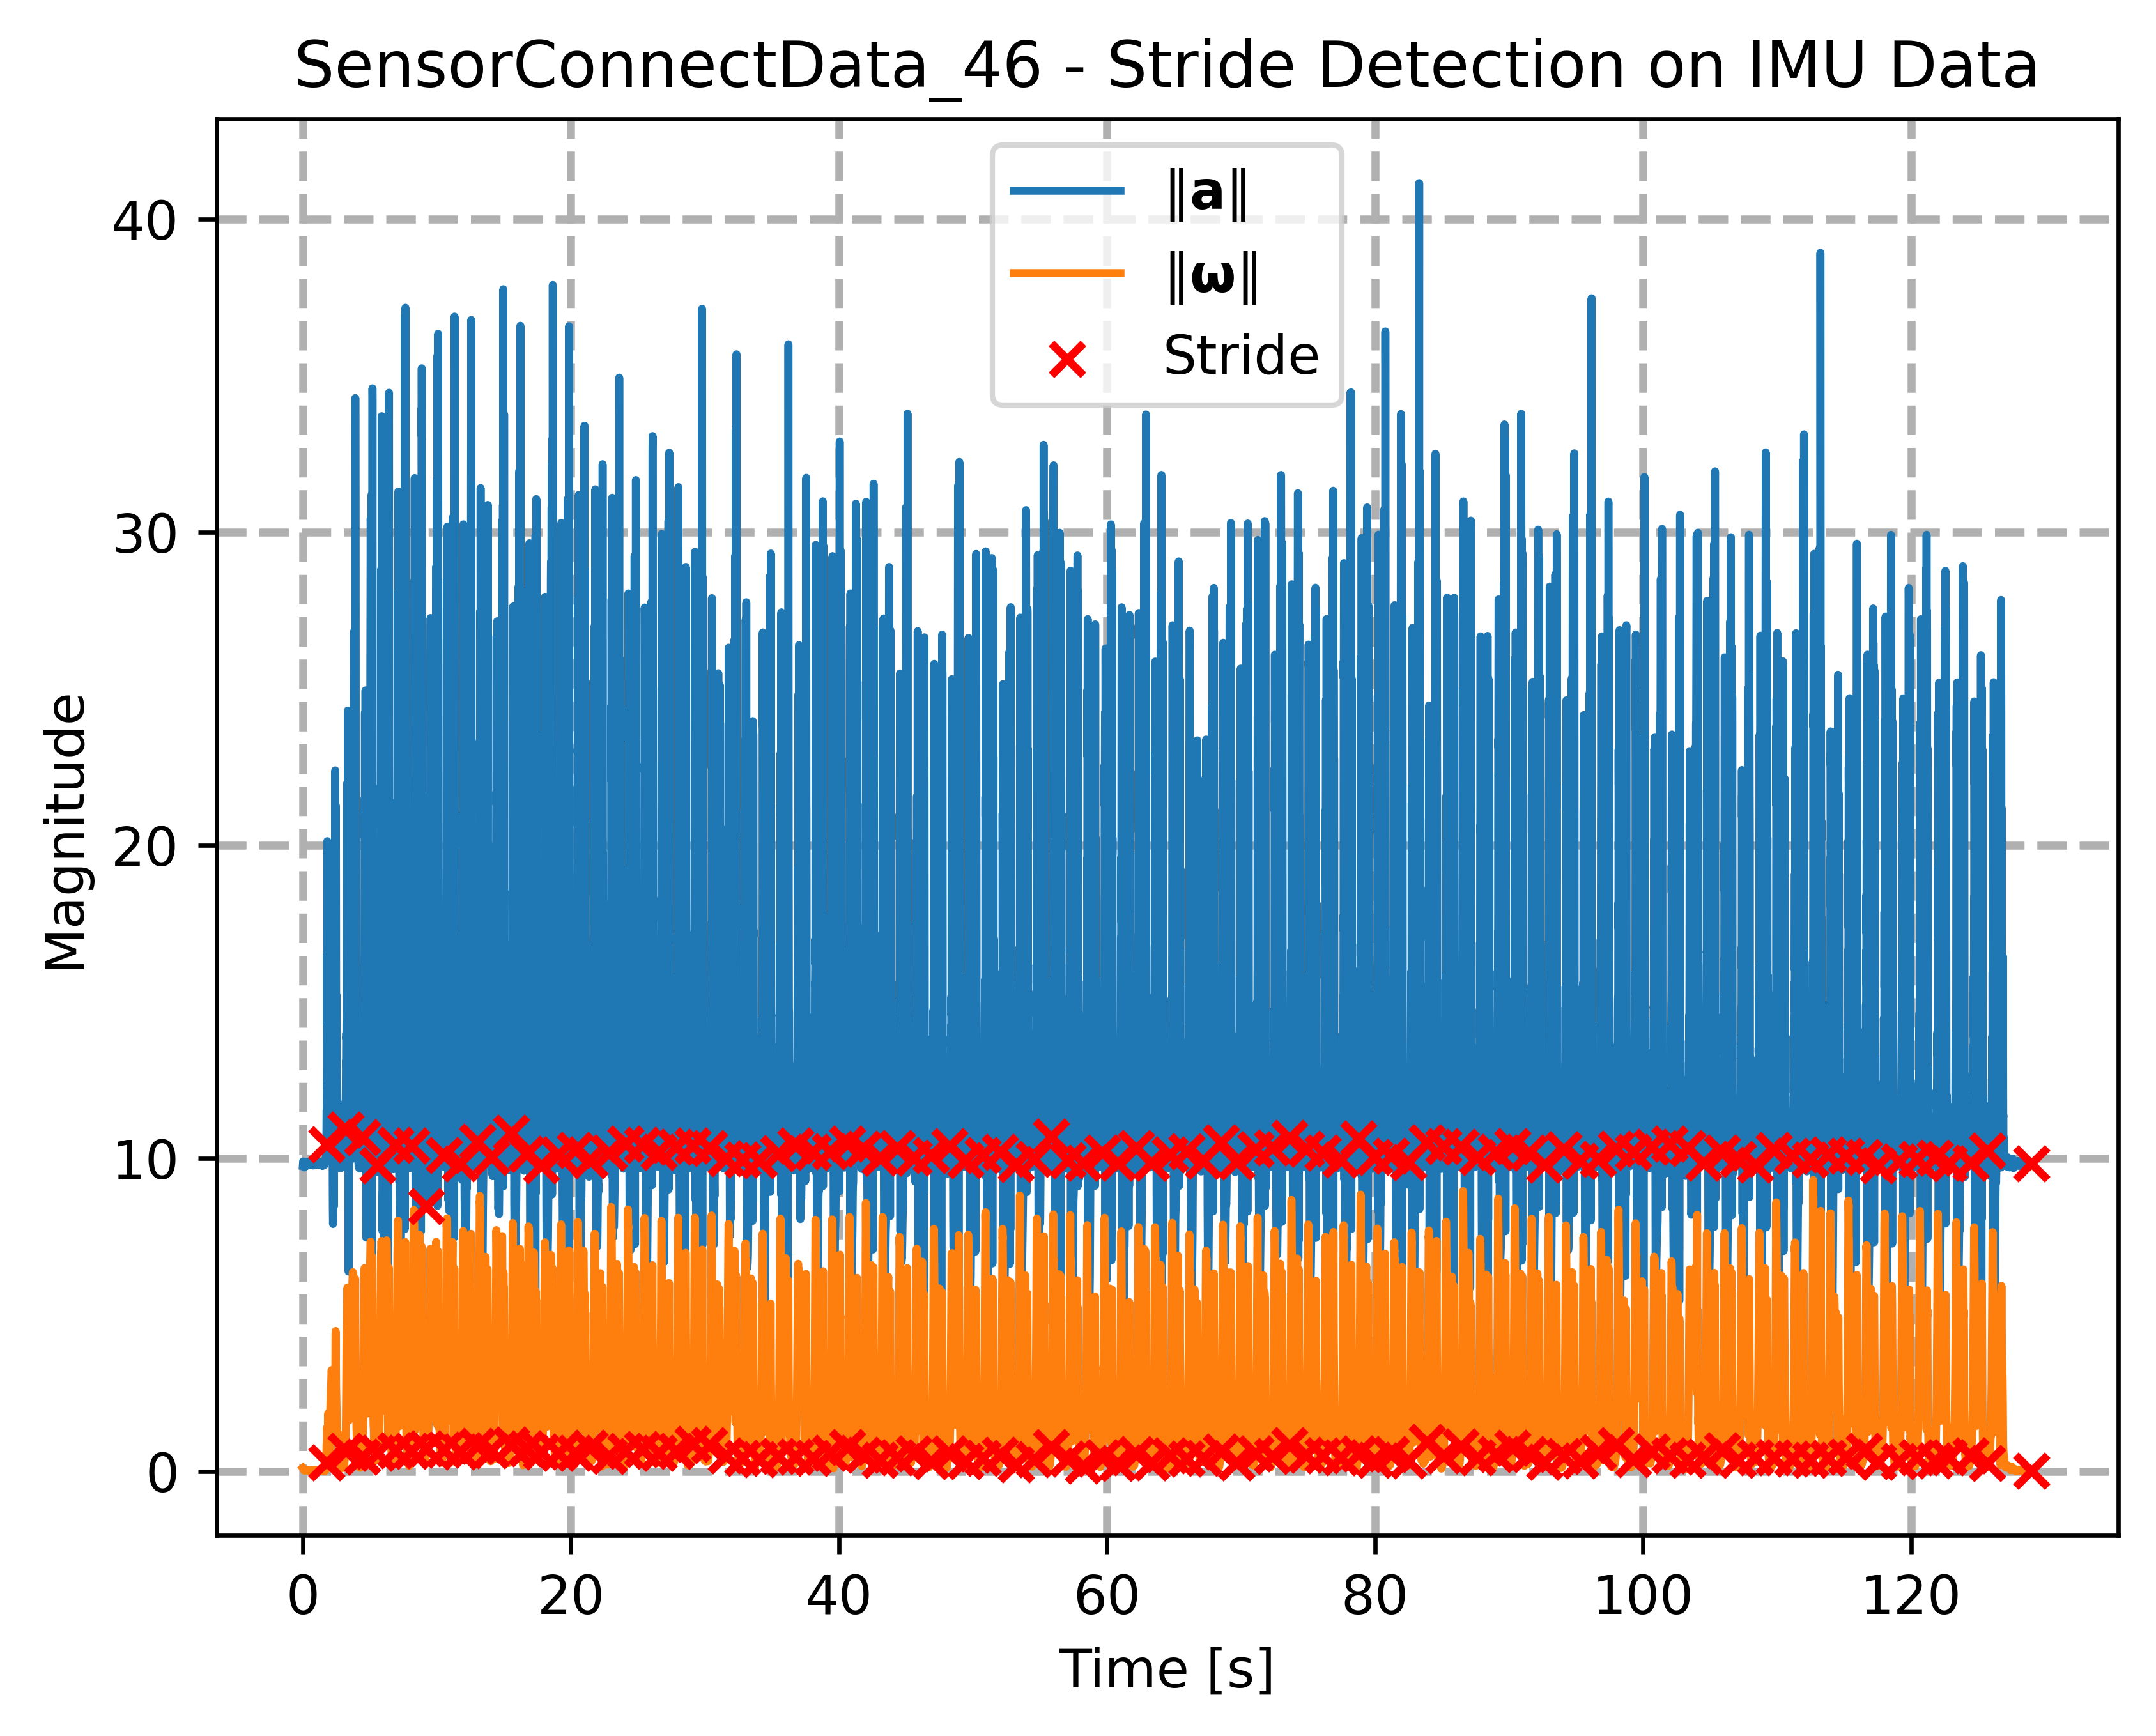 SensorConnectData_46 - Stride Detection on IMU Data
‖a‖
‖ω‖
Stride
Magnitude
40
30
20
10
0
0 20 40 60 80 100 120
Time [s]